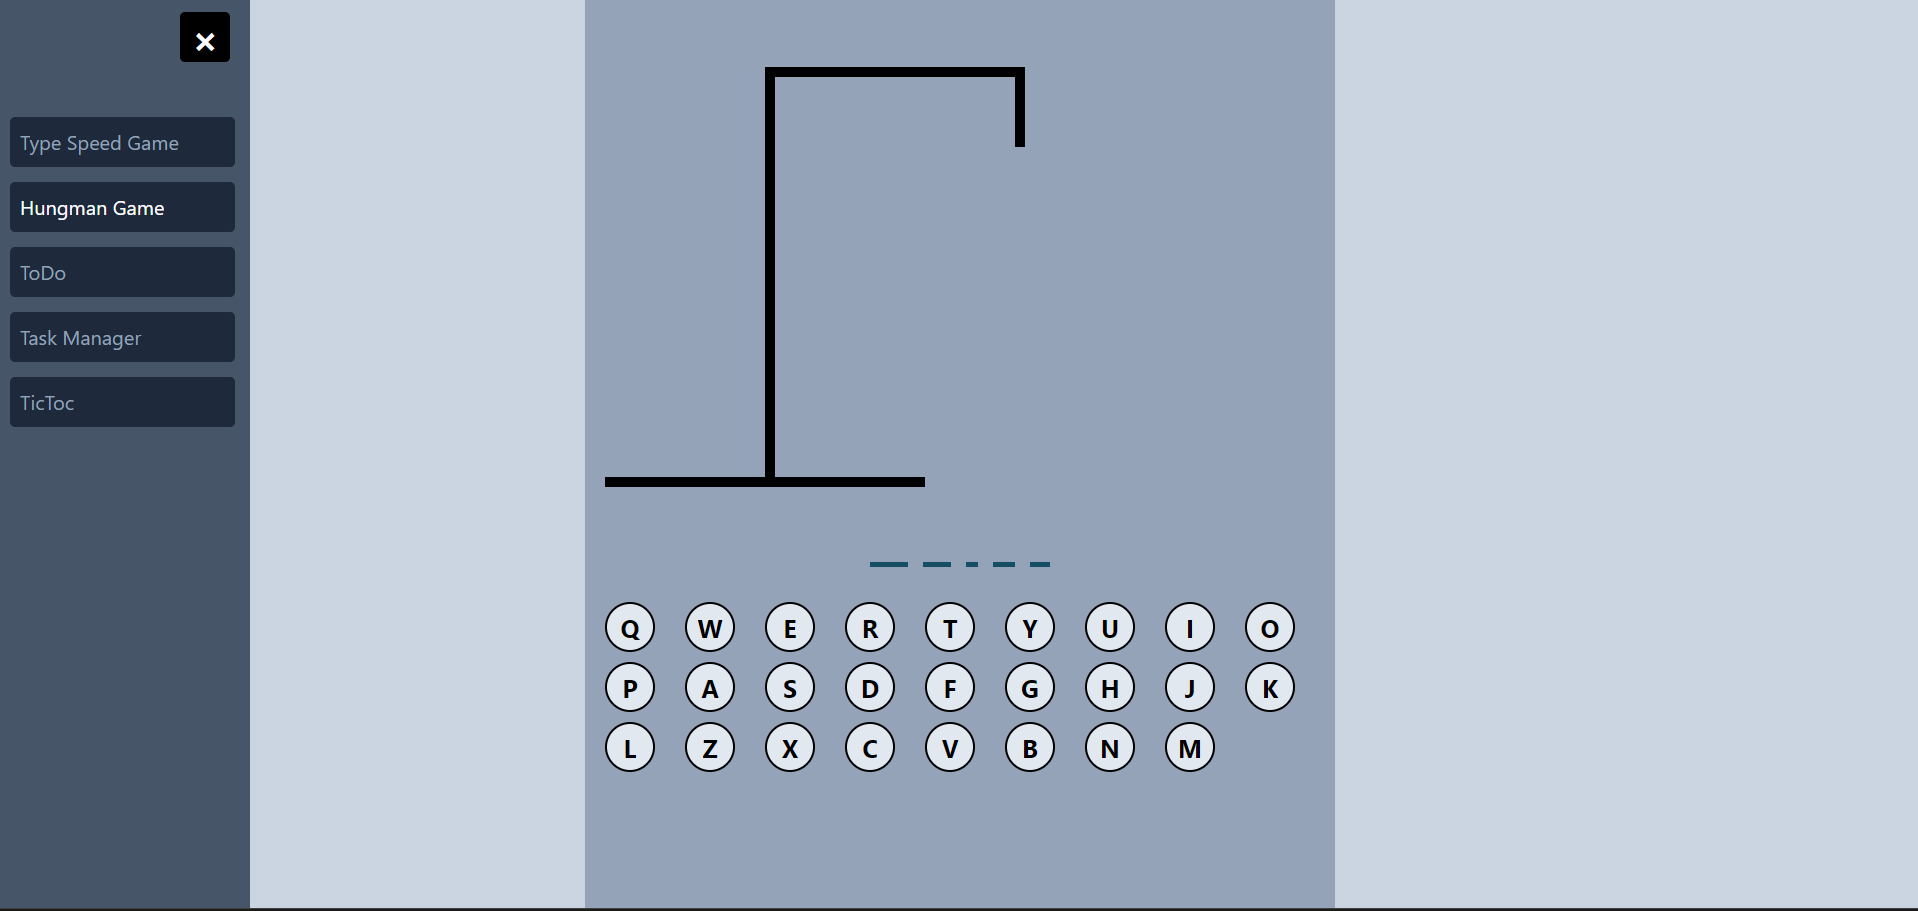 ×
Type Speed Game
Hungman Game
ToDo
Task Manager
TicToc
Q W E R T Y U I O
P A S D F G H J K
L Z X C V B N M